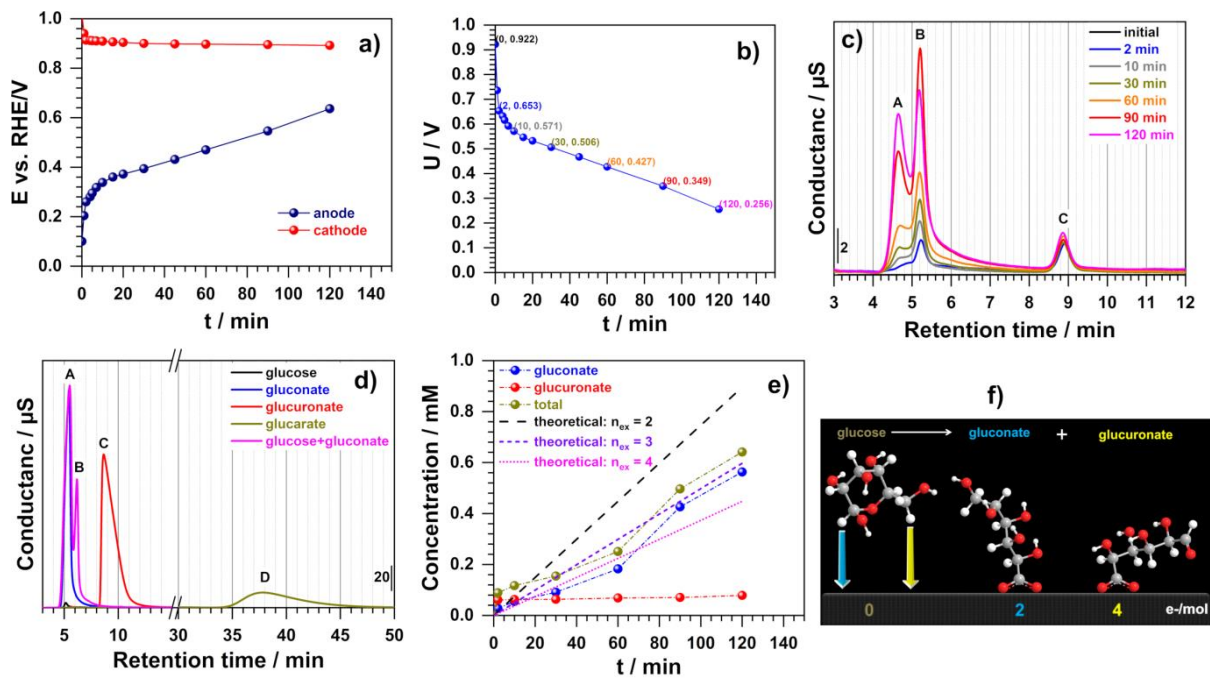 a)
E vs. RHE/V
1.0
0.8
0.6
0.4
0.2
0.0
anode
cathode
0 20 40 60 80 100 120 140
t / min
b)
U / V
1.0
0.9
0.8
0.7
0.6
0.5
0.4
0.3
0.2
0.1
0.0
(0, 0.922)
(2, 0.653)
(10, 0.571)
(30, 0.506)
(60, 0.427)
(90, 0.349)
(120, 0.256)
0 20 40 60 80 100 120 140
t / min
c)
Conductanc / µS
A
B
C
initial
2 min
10 min
30 min
60 min
90 min
120 min
2
3 4 5 6 7 8 9 10 11 12
Retention time / min
d)
Conductanc / µS
A
B
C
D
glucose
gluconate
glucuronate
glucarate
glucose+gluconate
20
5 10 30 35 40 45 50
Retention time / min
e)
Concentration / mM
1.0
0.8
0.6
0.4
0.2
0.0
gluconate
glucuronate
total
theoretical: nex = 2
theoretical: nex = 3
theoretical: nex = 4
0 20 40 60 80 100 120 140
t / min
f)
glucose gluconate + glucuronate
0 2 4 e-/mol